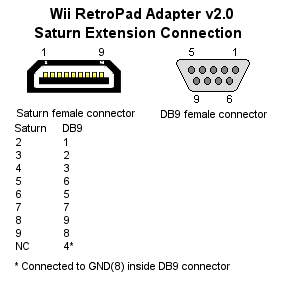 Wii RetroPad Adapter v2.0
Saturn Extension Connection
1 9 5 1
9 6
Saturn female connector DB9 female connector
Saturn DB9
2 1
3 2
4 3
5 6
6 5
7 7
8 9
9 8
NC 4*
* Connected to GND(8) inside DB9 connector